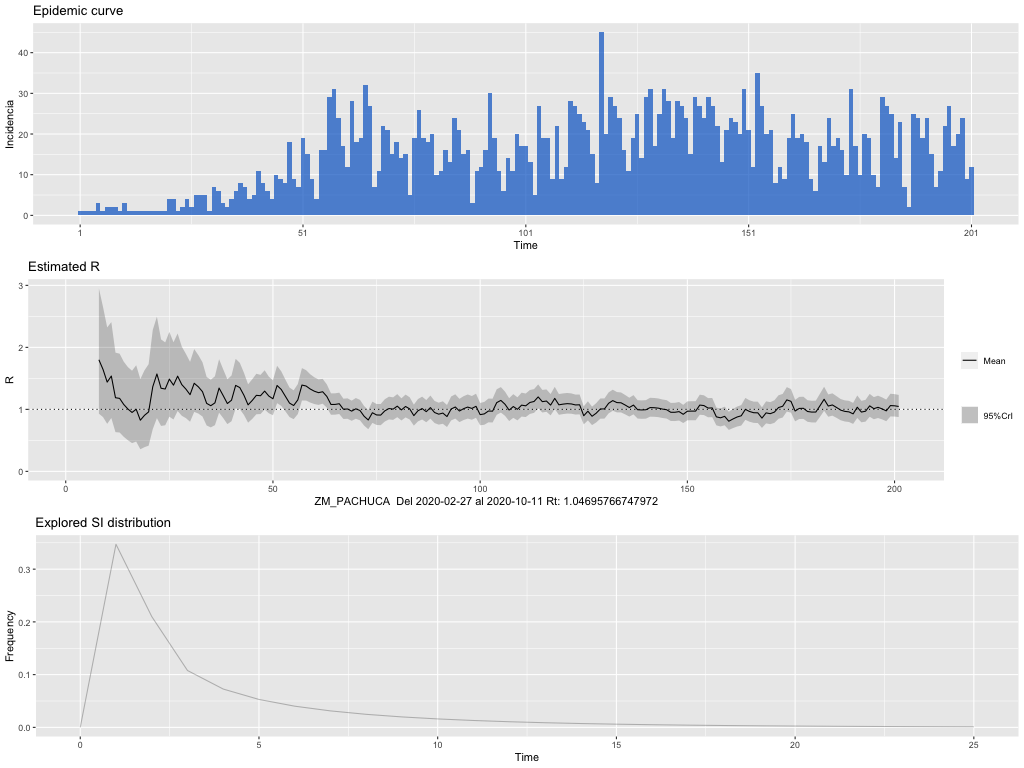 Epidemic curve
40
30
20
10
0
Incidencia
1
51
101
151
201
Time
Estimated R
3
2
1
0
R
0
50
100
150
200
ZM_PACHUCA  Del 2020-02-27 al 2020-10-11 Rt: 1.04695766747972
Mean
95%CrI
Explored SI distribution
0.3
0.2
0.1
0.0
Frequency
0
5
10
15
20
25
Time